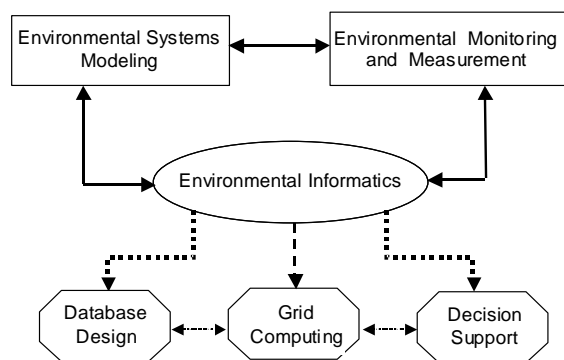 Environmental Systems
Modeling
Environmental Monitoring
and Measurement
Environmental Informatics
Database
Design
Grid
Computing
Decision
Support